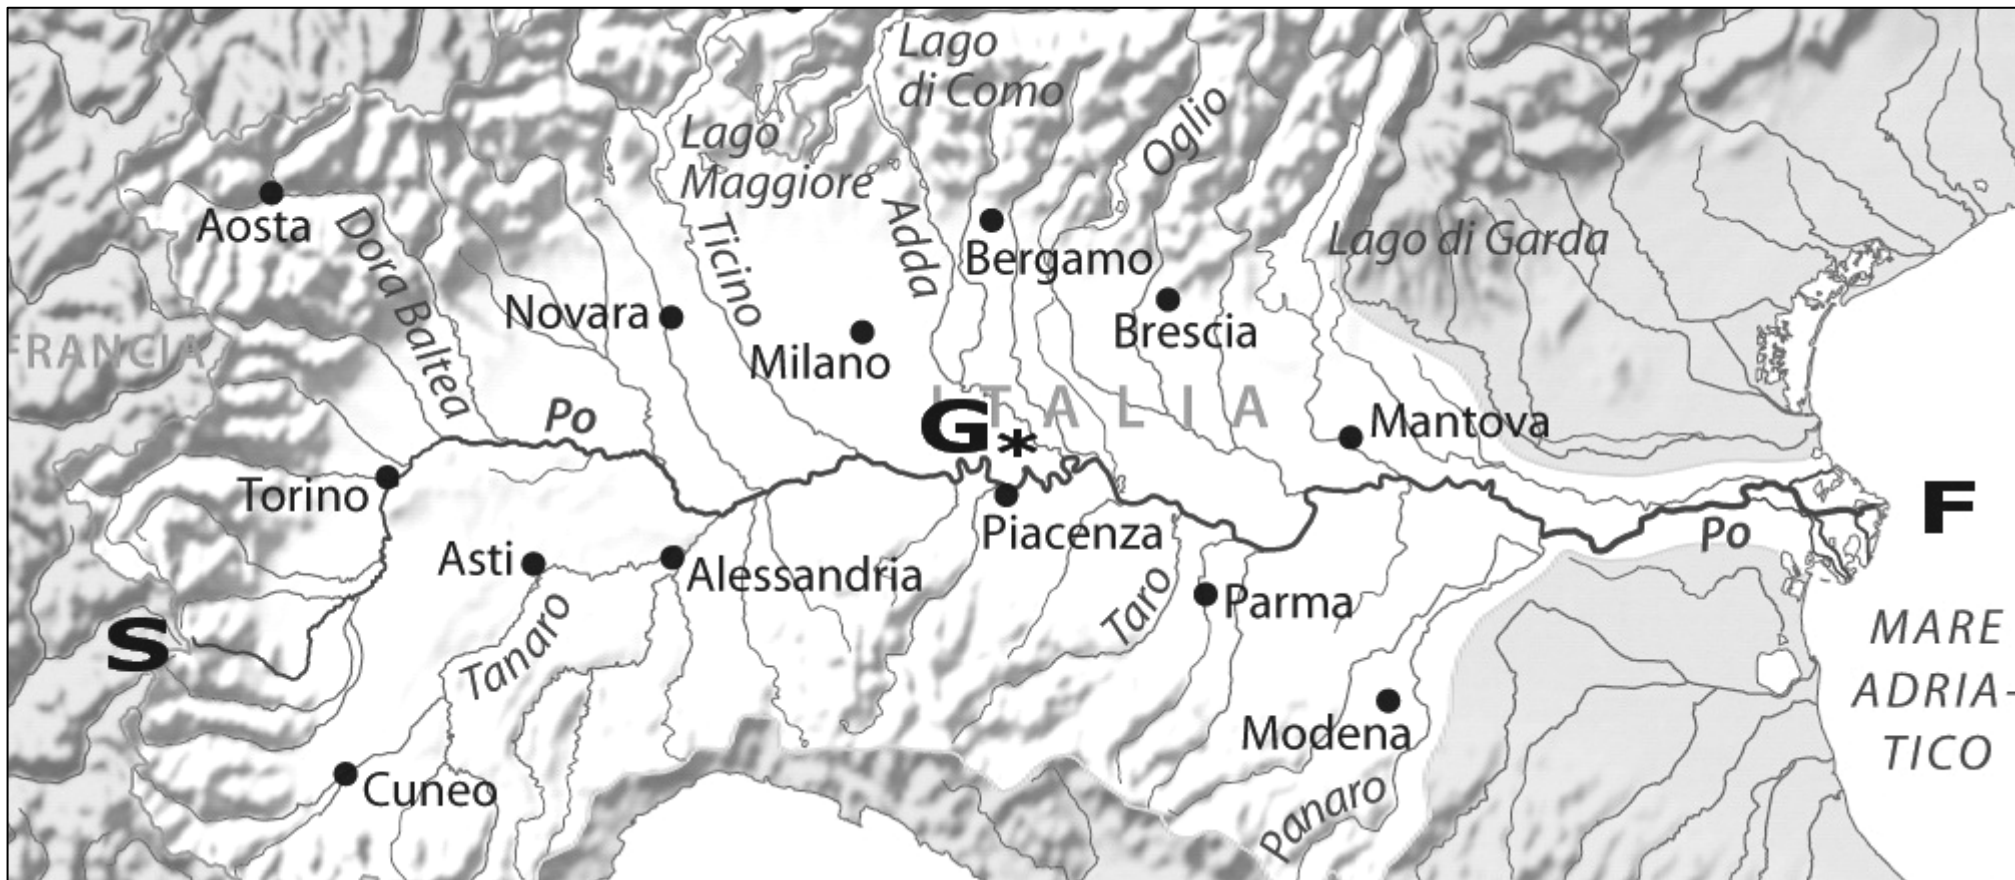 Lago
di Como
Oglio
Lago
Maggiore
Aosta
Dora Baltea
Ticino
Adda
Bergamo
Lago di Garda
Novara
Milano
Brescia
FRANCIA
ITALIA
Po
G
*
Mantova
Torino
Piacenza
Po
F
Asti
Alessandria
Tanaro
Taro
Parma
S
MARE
ADRIA-
TICO
Modena
Cuneo
Panaro